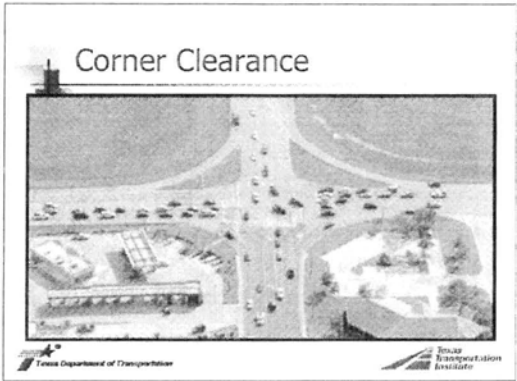 Corner Clearance
Texas Department of Transportation
Texas
Transportation
Institute